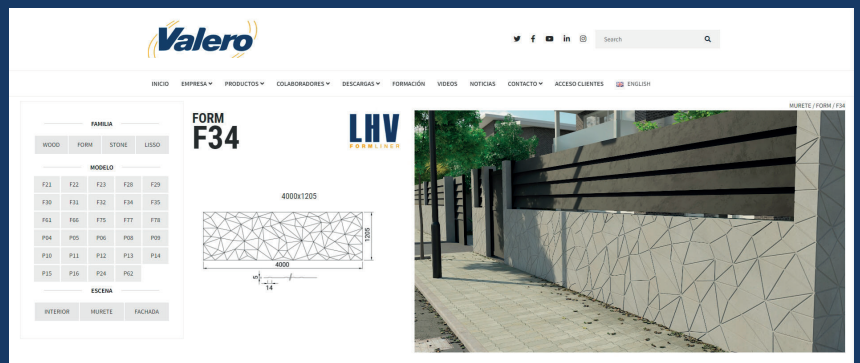 Valero
Search
INICIO EMPRESA PRODUCTOS COLABORADORES DESCARGAS FORMACIÓN VIDEOS NOTICIAS CONTACTO ACCESO CLIENTES ENGLISH
MURETE / FORM / F34
FAMILIA
WOOD FORM STONE LISSO
MODELO
F21 F22 F23 F28 F29
F30 F31 F32 F34 F35
F61 F66 F75 F77 F78
P04 P05 P06 P08 P09
P10 P11 P12 P13 P14
P15 P16 P24 P62
ESCENA
INTERIOR MURETE FACHADA
FORM
F34
LHV
FORMLINER
4000x1205
1205
4000
5
14